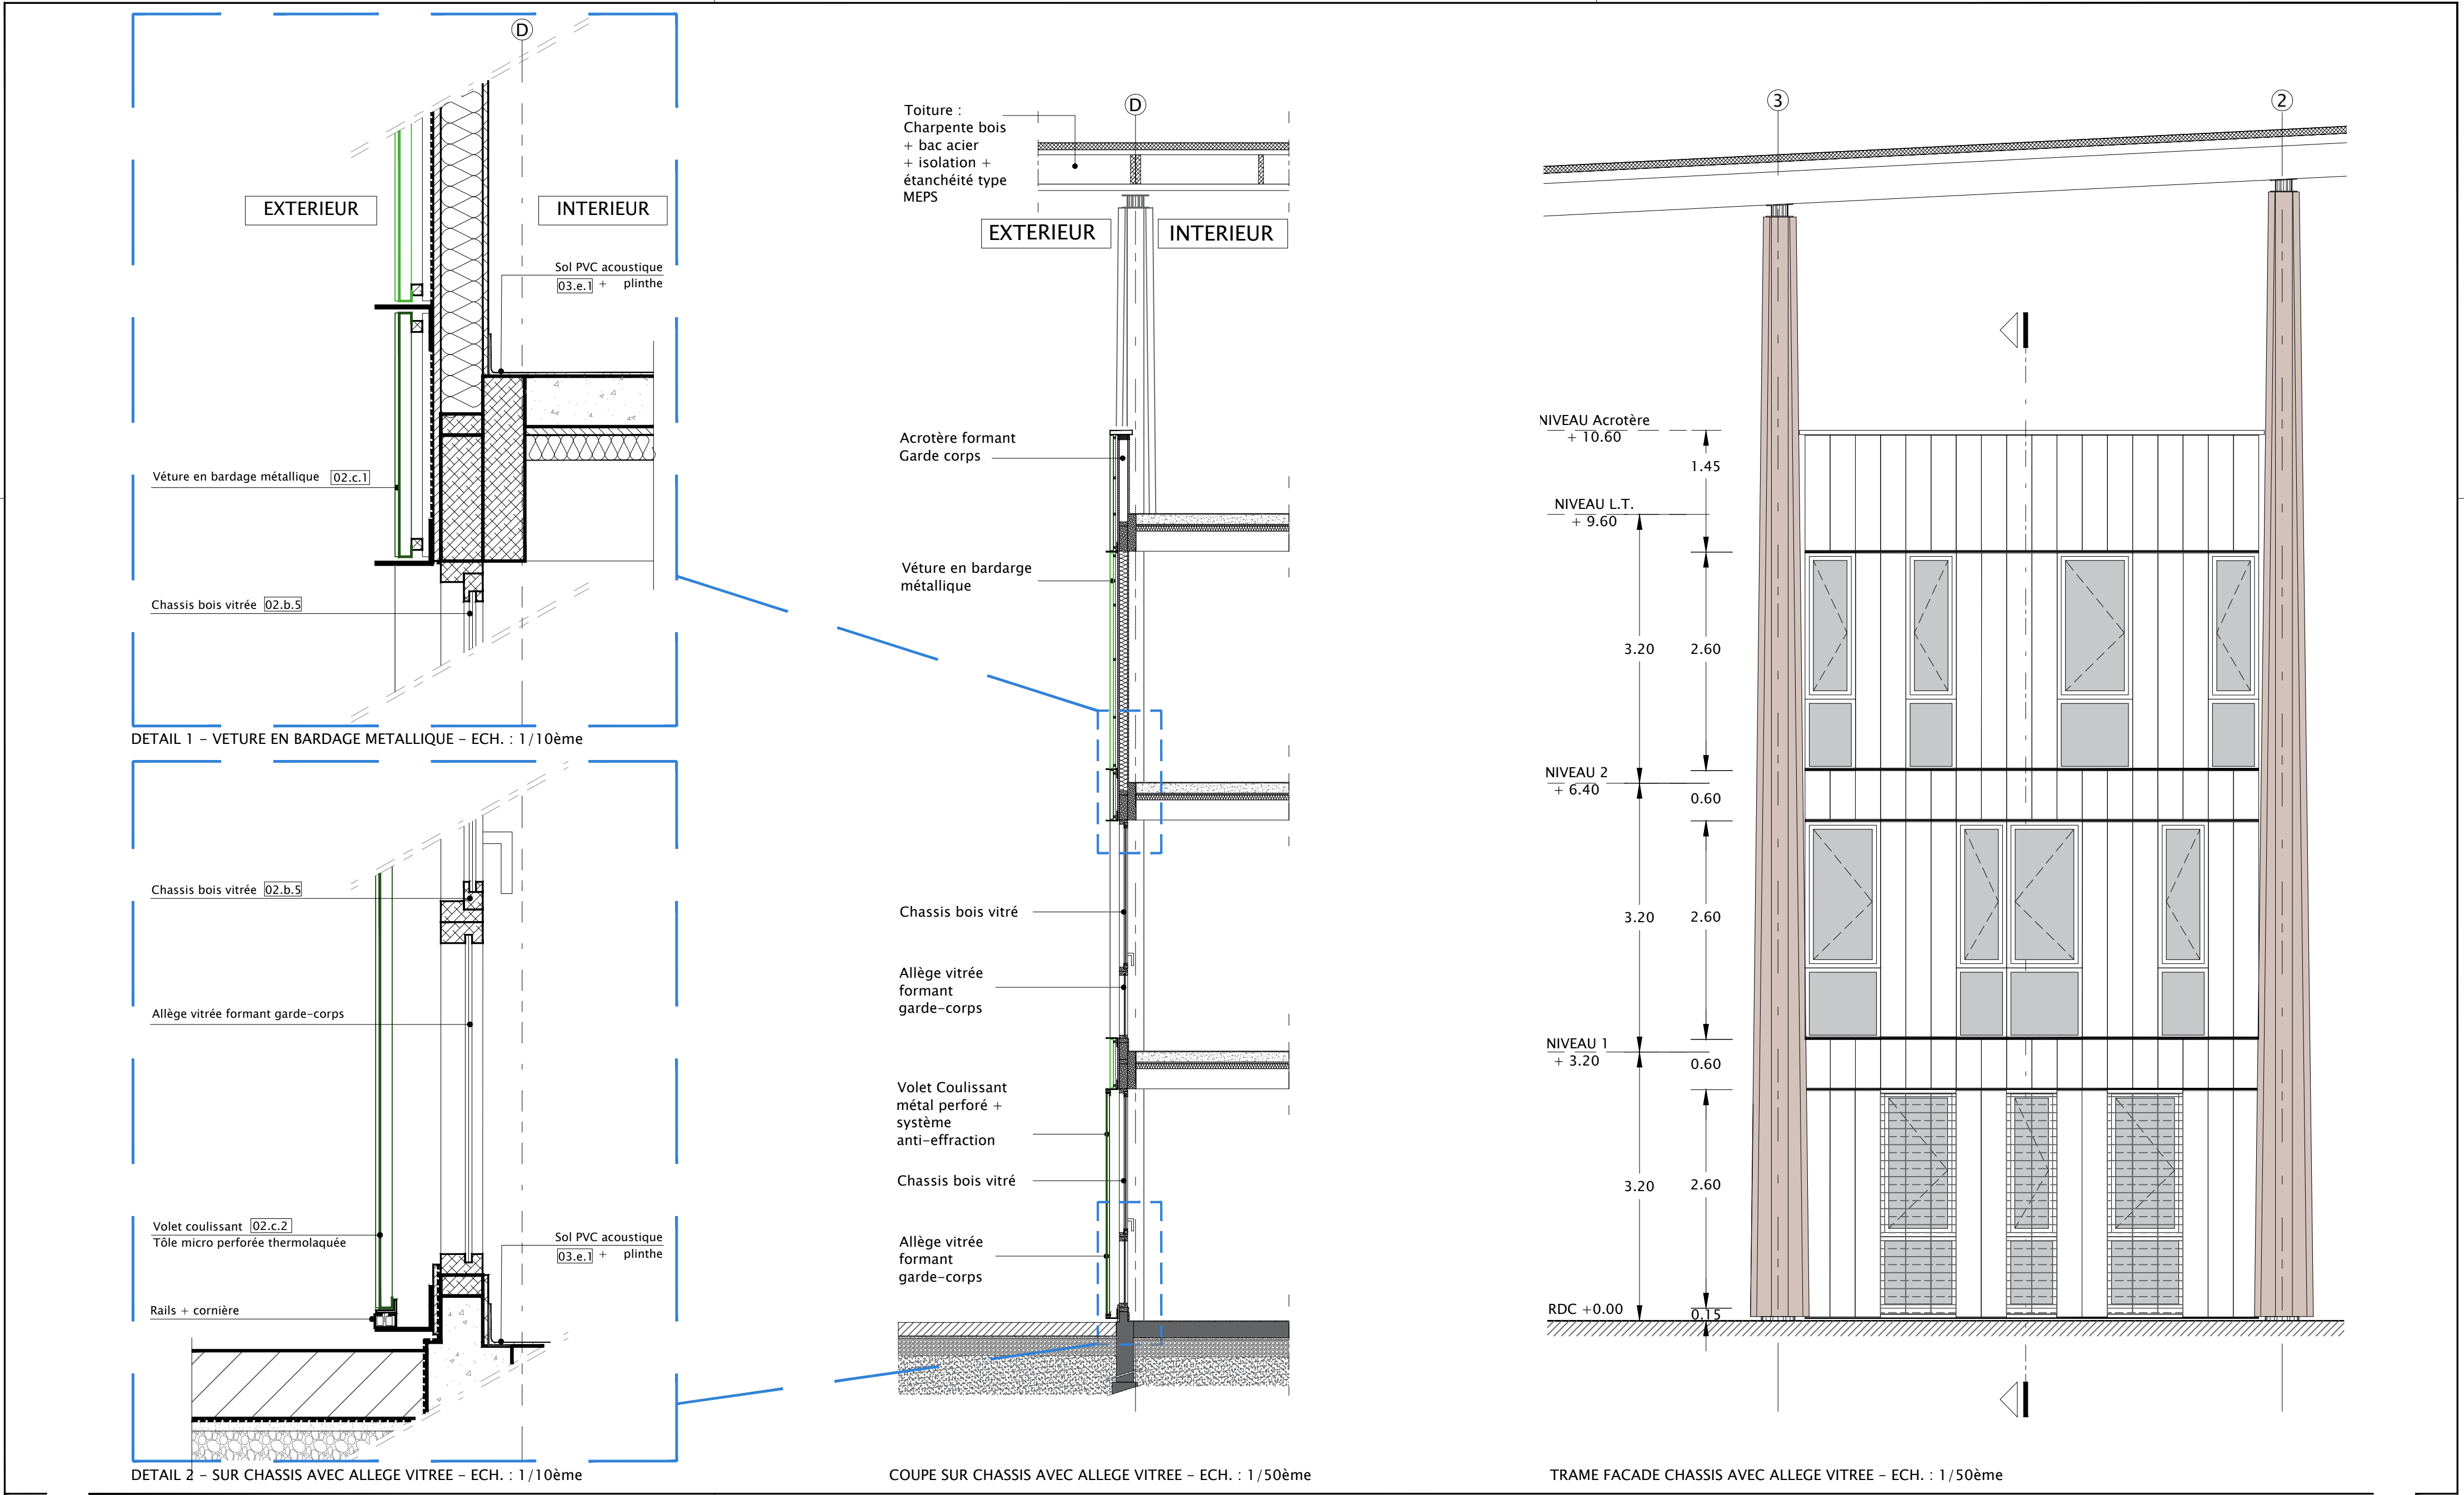 D
EXTERIEUR
INTERIEUR
Sol PVC acoustique
03.e.1 + plinthe
Véture en bardage métallique 02.c.1
Chassis bois vitrée 02.b.5
DETAIL 1 - VETURE EN BARDAGE METALLIQUE - ECH. : 1/10ème
Chassis bois vitrée 02.b.5
Allège vitrée formant garde-corps
Volet coulissant 02.c.2
Tôle micro perforée thermolaquée
Sol PVC acoustique
03.e.1 + plinthe
Rails + cornière
DETAIL 2 - SUR CHASSIS AVEC ALLEGE VITREE - ECH. : 1/10ème
Toiture :
Charpente bois
+ bac acier
+ isolation +
étanchéité type
MEPS
D
EXTERIEUR
INTERIEUR
Acrotère formant
Garde corps
Véture en bardarge
métallique
Chassis bois vitré
Allège vitrée
formant
garde-corps
Volet Coulissant
métal perforé +
système
anti-effraction
Chassis bois vitré
Allège vitrée
formant
garde-corps
COUPE SUR CHASSIS AVEC ALLEGE VITREE - ECH. : 1/50ème
3
2
NIVEAU Acrotère
+ 10.60
1.45
NIVEAU L.T.
+ 9.60
3.20
2.60
NIVEAU 2
+ 6.40
0.60
3.20
2.60
NIVEAU 1
+ 3.20
0.60
3.20
2.60
RDC +0.00
0.15
TRAME FACADE CHASSIS AVEC ALLEGE VITREE - ECH. : 1/50ème